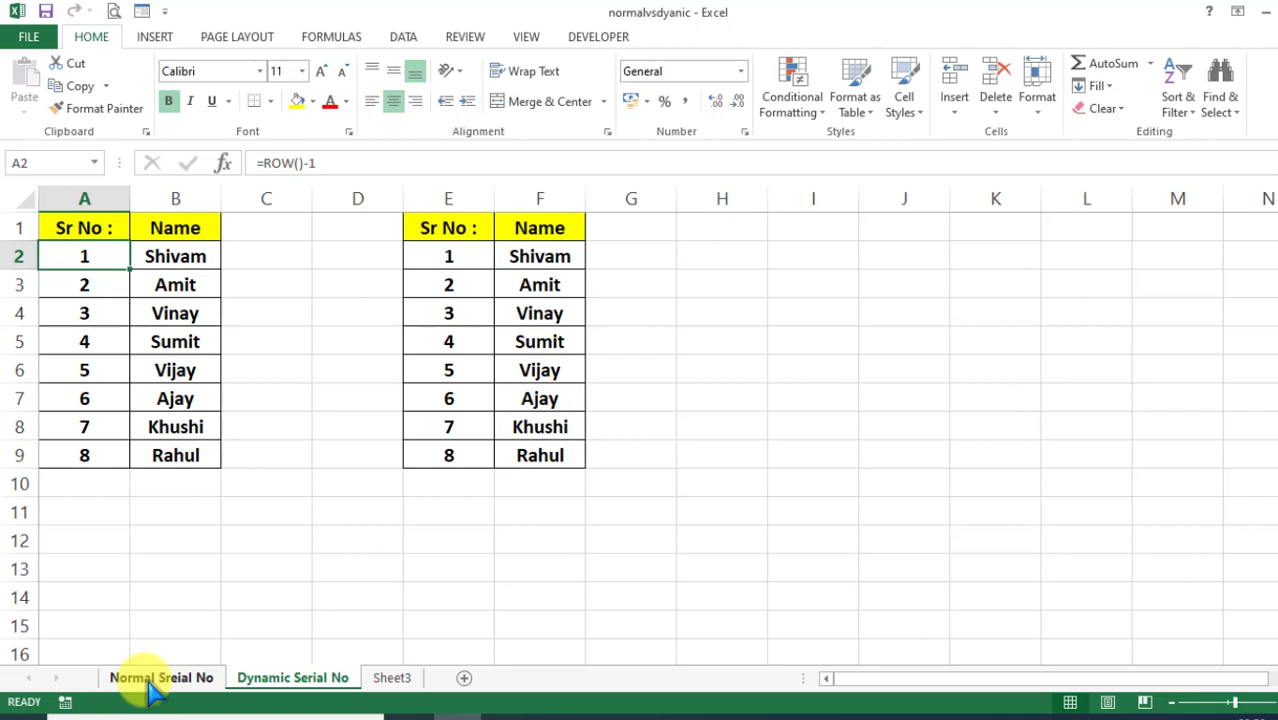 normalvsdyanic - Excel
FILE HOME INSERT PAGE LAYOUT FORMULAS DATA REVIEW VIEW DEVELOPER
Paste
Cut
Copy
Format Painter
Clipboard
Calibri 11
B I U
Font
Wrap Text
Merge & Center
Alignment
General
Number
Conditional Formatting
Format as Table
Cell Styles
Styles
Insert Delete Format
Cells
AutoSum
Fill
Clear
Sort & Filter
Find & Select
Editing
A2 fx =ROW()-1
A B C D E F G H I J K L M N
1 Sr No : Name Sr No : Name
2 1 Shivam 1 Shivam
3 2 Amit 2 Amit
4 3 Vinay 3 Vinay
5 4 Sumit 4 Sumit
6 5 Vijay 5 Vijay
7 6 Ajay 6 Ajay
8 7 Khushi 7 Khushi
9 8 Rahul 8 Rahul
10
11
12
13
14
15
16
Normal Sreial No Dynamic Serial No Sheet3
READY